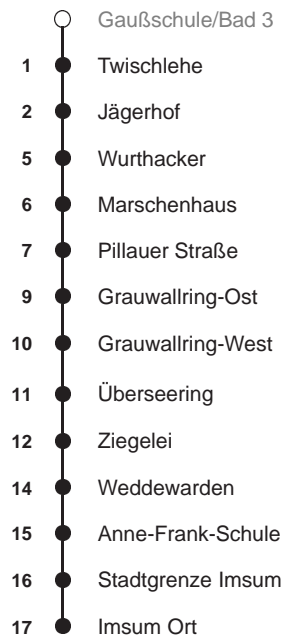 Gaußschule/Bad 3
1 Twischlehe
2 Jägerhof
5 Wurthacker
6 Marschenhaus
7 Pillauer Straße
9 Grauwallring-Ost
10 Grauwallring-West
11 Überseering
12 Ziegelei
14 Weddewarden
15 Anne-Frank-Schule
16 Stadtgrenze Imsum
17 Imsum Ort